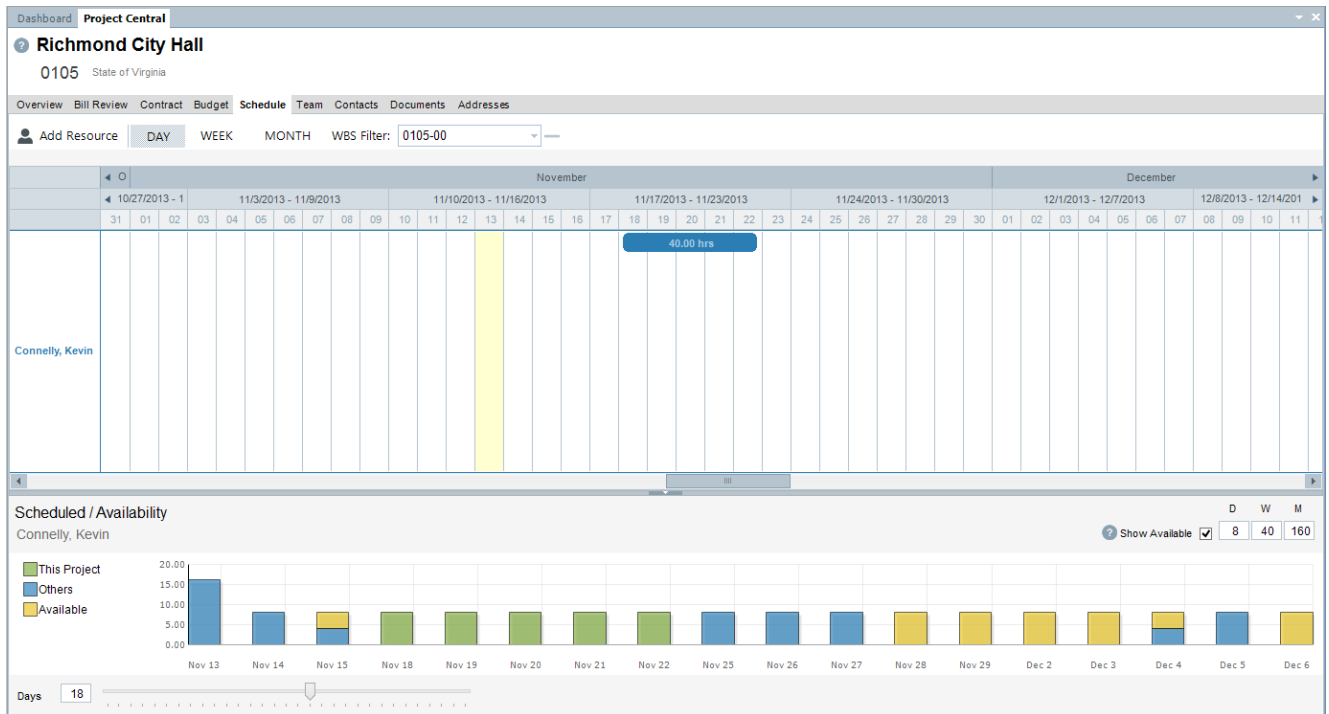 Dashboard Project Central
? Richmond City Hall
0105 State of Virginia
Overview Bill Review Contract Budget Schedule Team Contacts Documents Addresses
Add Resource DAY WEEK MONTH WBS Filter: 0105-00
O November December
10/27/2013 - 1 11/3/2013 - 11/9/2013 11/10/2013 - 11/16/2013 11/17/2013 - 11/23/2013 11/24/2013 - 11/30/2013 12/1/2013 - 12/7/2013 12/8/2013 - 12/14/201
31 01 02 03 04 05 06 07 08 09 10 11 12 13 14 15 16 17 18 19 20 21 22 23 24 25 26 27 28 29 30 01 02 03 04 05 06 07 08 09 10 11 1
40.00 hrs
Connelly, Kevin
Scheduled / Availability
D W M
Connelly, Kevin
? Show Available 8 40 160
This Project
Others
Available
20.00
15.00
10.00
5.00
0.00
Nov 13 Nov 14 Nov 15 Nov 18 Nov 19 Nov 20 Nov 21 Nov 22 Nov 25 Nov 26 Nov 27 Nov 28 Nov 29 Dec 2 Dec 3 Dec 4 Dec 5 Dec 6
Days 18